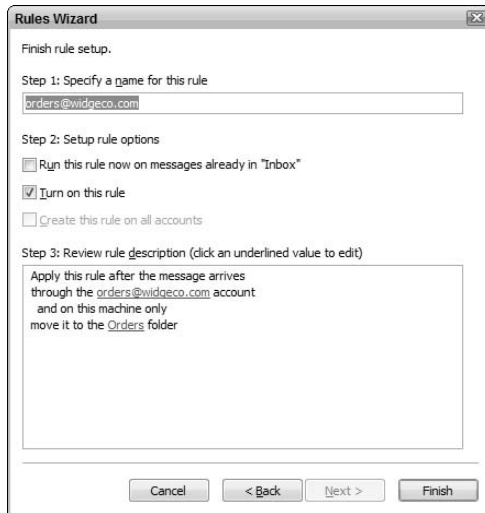 Rules Wizard
Finish rule setup.
Step 1: Specify a name for this rule
orders@widgeco.com
Step 2: Setup rule options
Run this rule now on messages already in "Inbox"
Turn on this rule
Create this rule on all accounts
Step 3: Review rule description (click an underlined value to edit)
Apply this rule after the message arrives
through the orders@widgeco.com account
and on this machine only
move it to the Orders folder
Cancel
< Back
Next >
Finish